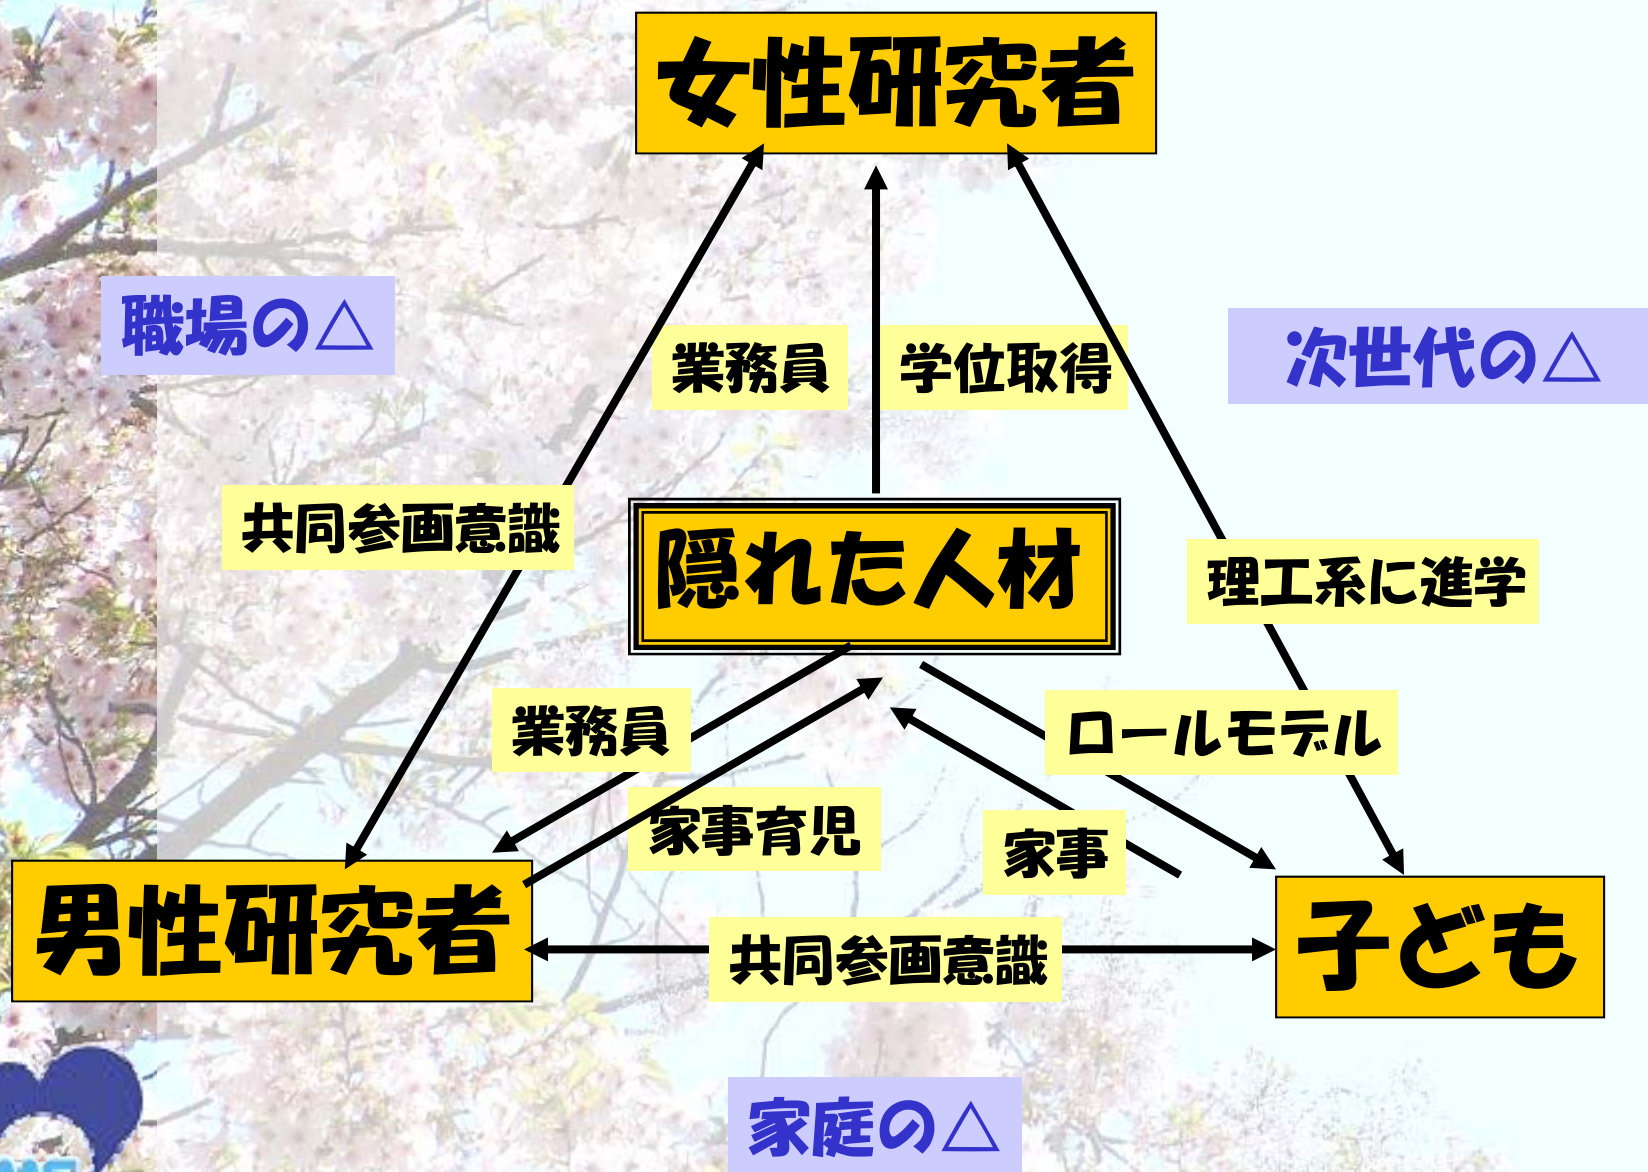 女性研究者
職場の△
次世代の△
業務員
学位取得
共同参画意識
隠れた人材
理工系に進学
業務員
ロールモデル
家事育児
家事
男性研究者
子ども
共同参画意識
家庭の△